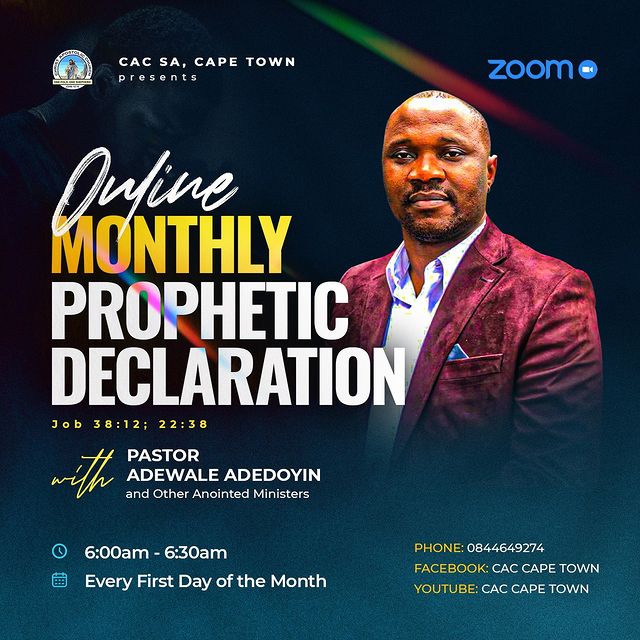 CAC SA, CAPE TOWN
presents
zoom
Online
MONTHLY
PROPHETIC
DECLARATION
Job 38:12; 22:38
with
PASTOR
ADEWALE ADEDOYIN
and Other Anointed Ministers
6:00am - 6:30am
Every First Day of the Month
PHONE: 0844649274
FACEBOOK: CAC CAPE TOWN
YOUTUBE: CAC CAPE TOWN